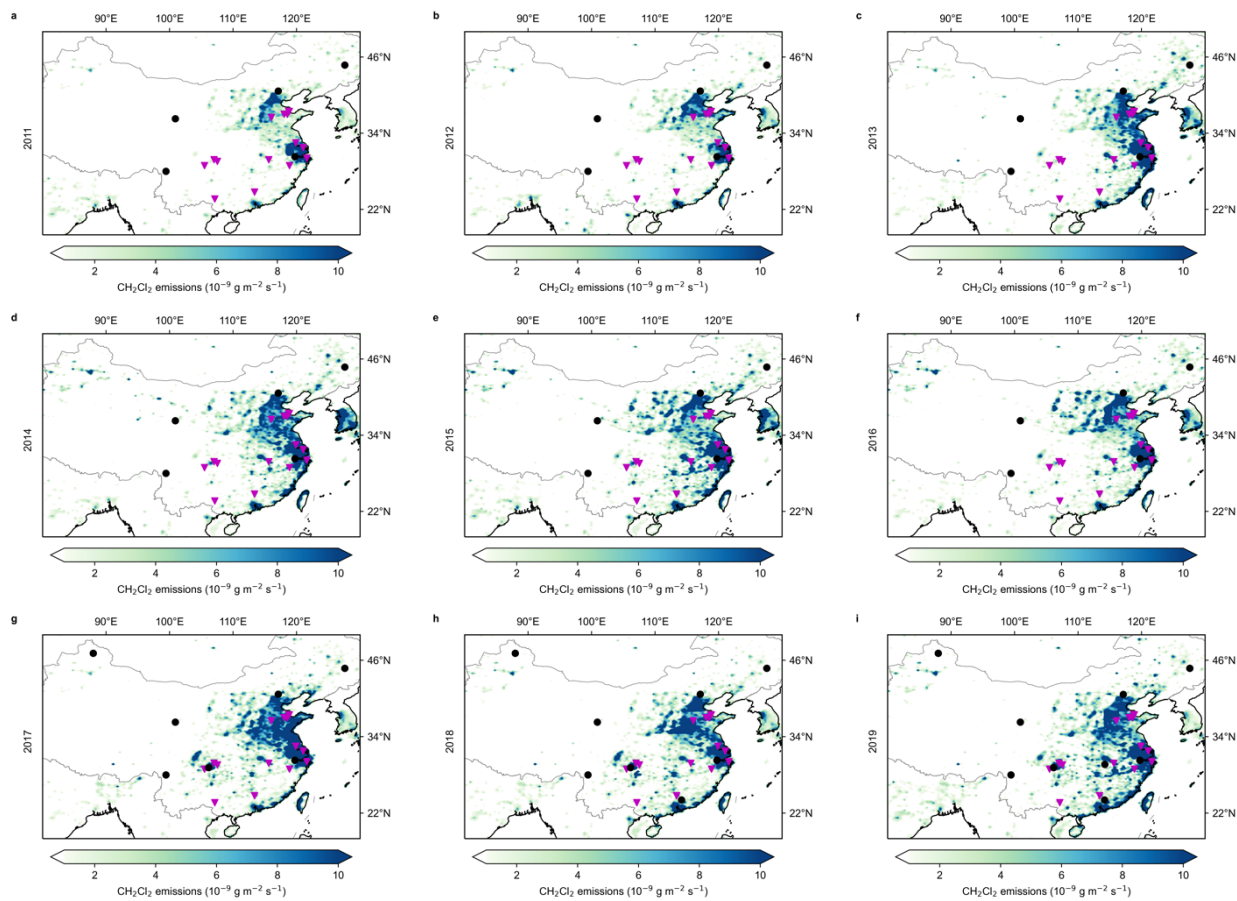 a
90°E 100°E 110°E 120°E
2011
46°N
34°N
22°N
2 4 6 8 10
CH₂Cl₂ emissions (10⁻⁹ g m⁻² s⁻¹)
b
90°E 100°E 110°E 120°E
2012
46°N
34°N
22°N
2 4 6 8 10
CH₂Cl₂ emissions (10⁻⁹ g m⁻² s⁻¹)
c
90°E 100°E 110°E 120°E
2013
46°N
34°N
22°N
2 4 6 8 10
CH₂Cl₂ emissions (10⁻⁹ g m⁻² s⁻¹)
d
90°E 100°E 110°E 120°E
2014
46°N
34°N
22°N
2 4 6 8 10
CH₂Cl₂ emissions (10⁻⁹ g m⁻² s⁻¹)
e
90°E 100°E 110°E 120°E
2015
46°N
34°N
22°N
2 4 6 8 10
CH₂Cl₂ emissions (10⁻⁹ g m⁻² s⁻¹)
f
90°E 100°E 110°E 120°E
2016
46°N
34°N
22°N
2 4 6 8 10
CH₂Cl₂ emissions (10⁻⁹ g m⁻² s⁻¹)
g
90°E 100°E 110°E 120°E
2017
46°N
34°N
22°N
2 4 6 8 10
CH₂Cl₂ emissions (10⁻⁹ g m⁻² s⁻¹)
h
90°E 100°E 110°E 120°E
2018
46°N
34°N
22°N
2 4 6 8 10
CH₂Cl₂ emissions (10⁻⁹ g m⁻² s⁻¹)
i
90°E 100°E 110°E 120°E
2019
46°N
34°N
22°N
2 4 6 8 10
CH₂Cl₂ emissions (10⁻⁹ g m⁻² s⁻¹)